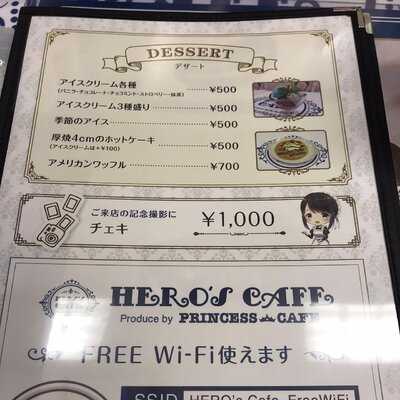 DESSERT
デザート
アイスクリーム各種 ¥500
(バニラ・チョコレート・チョコミント・ストロベリー・抹茶)
アイスクリーム3種盛り ¥500
季節のアイス ¥500
厚焼4cmのホットケーキ ¥500
(アイスクリームは+¥100)
アメリカンワッフル ¥700
ご来店の記念撮影に
チェキ ¥1,000
HERO'S CAFE
Produce by PRINCESS CAFE
FREE Wi-Fi使えます
SSID HERO's Cafe FreeWiFi